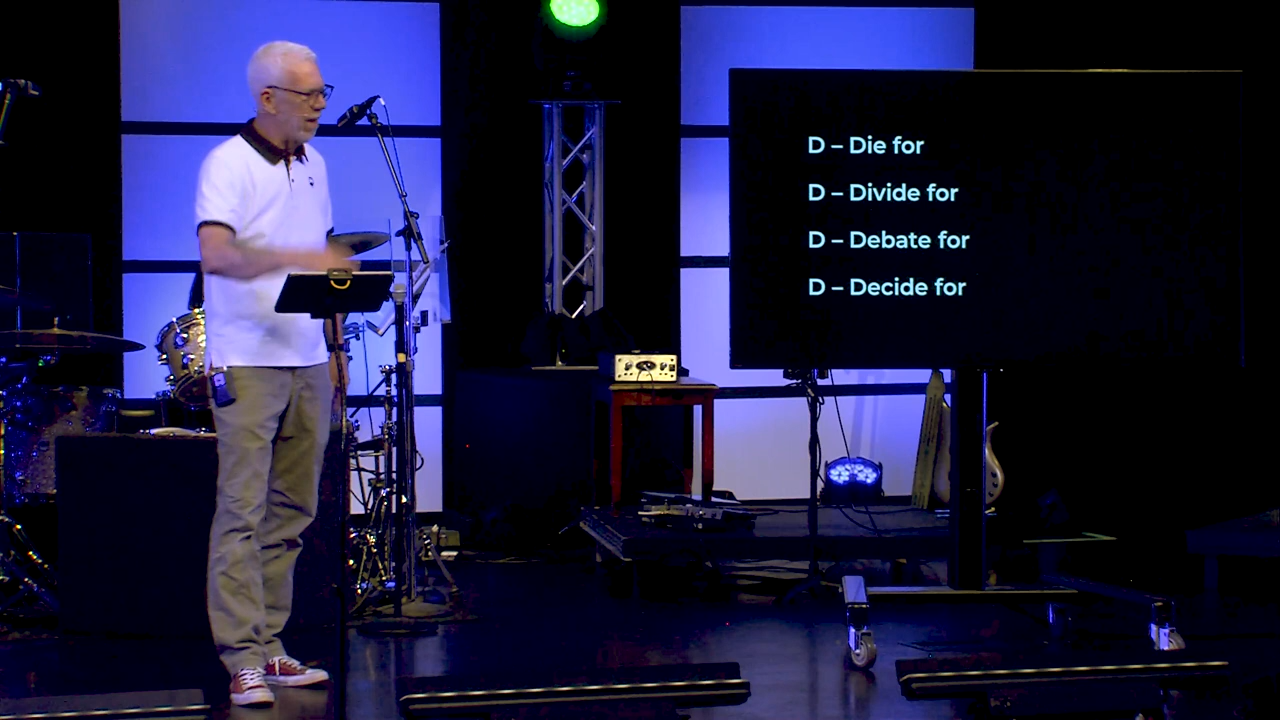 D – Die for
D – Divide for
D – Debate for
D – Decide for